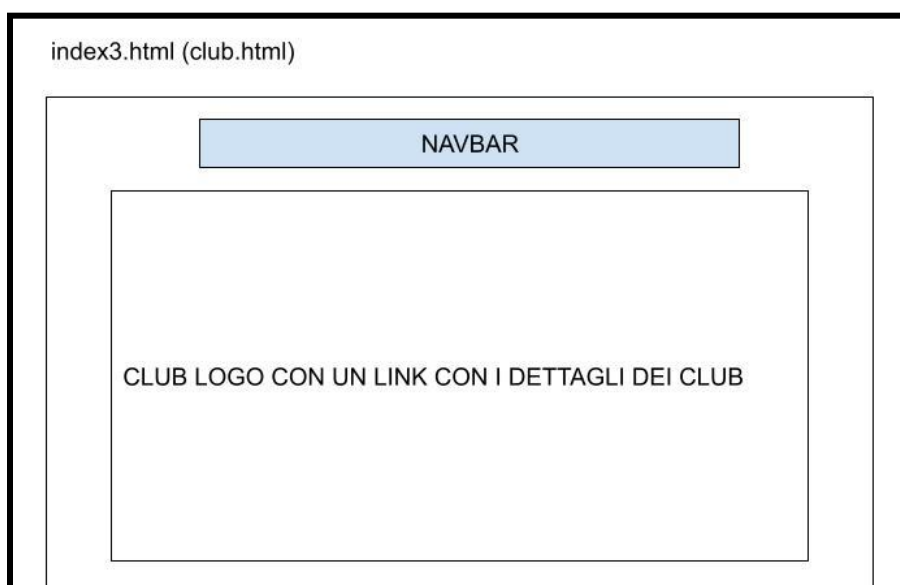 index3.html (club.html)
NAVBAR
CLUB LOGO CON UN LINK CON I DETTAGLI DEI CLUB